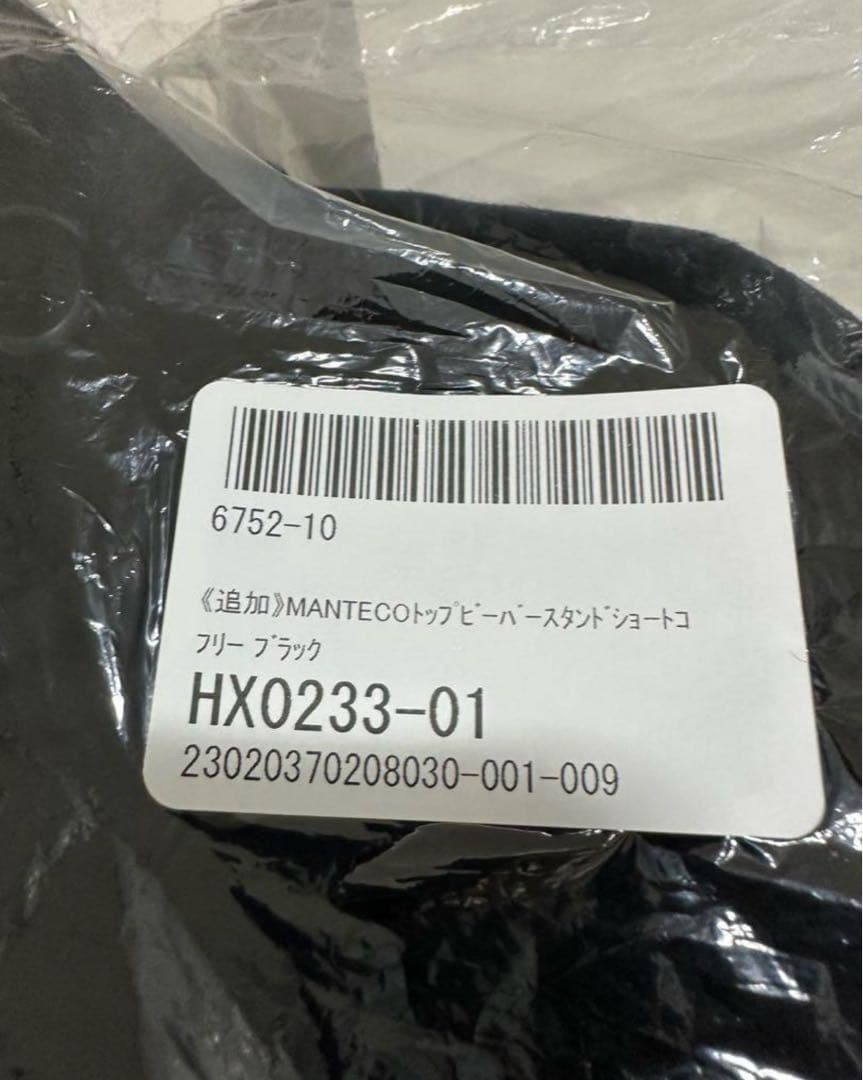 6752-10
《追加》MANTECOﾄｯﾌﾟﾋﾞｰﾊﾞｰｽﾀﾝﾄﾞｼｮｰﾄｺ
ﾌﾘｰ ﾌﾞﾗｯｸ
HX0233-01
23020370208030-001-009